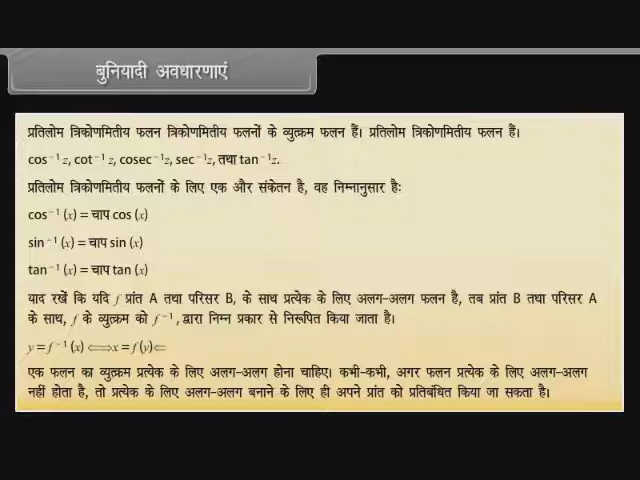 बुनियादी अवधारणाएं
प्रतिलोम त्रिकोणमितीय फलन त्रिकोणमितीय फलनों के व्युत्क्रम फलन हैं। प्रतिलोम त्रिकोणमितीय फलन हैं।
cos⁻¹z, cot⁻¹ z, cosec⁻¹z, sec⁻¹z, तथा tan⁻¹z.
प्रतिलोम त्रिकोणमितीय फलनों के लिए एक और संकेतन है, वह निम्नानुसार है:
cos⁻¹ (x) = चाप cos (x)
sin⁻¹ (x) = चाप sin (x)
tan⁻¹ (x) = चाप tan (x)
याद रखें कि यदि f प्रांत A तथा परिसर B, के साथ प्रत्येक के लिए अलग-अलग फलन है, तब प्रांत B तथा परिसर A
के साथ, f के व्युत्क्रम को f⁻¹, द्वारा निम्न प्रकार से निरूपित किया जाता है।
y = f⁻¹ (x) ⟺ x = f (y) ⇐
एक फलन का व्युत्क्रम प्रत्येक के लिए अलग-अलग होना चाहिए। कभी-कभी, अगर फलन प्रत्येक के लिए अलग-अलग
नहीं होता है, तो प्रत्येक के लिए अलग-अलग बनाने के लिए ही अपने प्रांत को प्रतिबंधित किया जा सकता है।